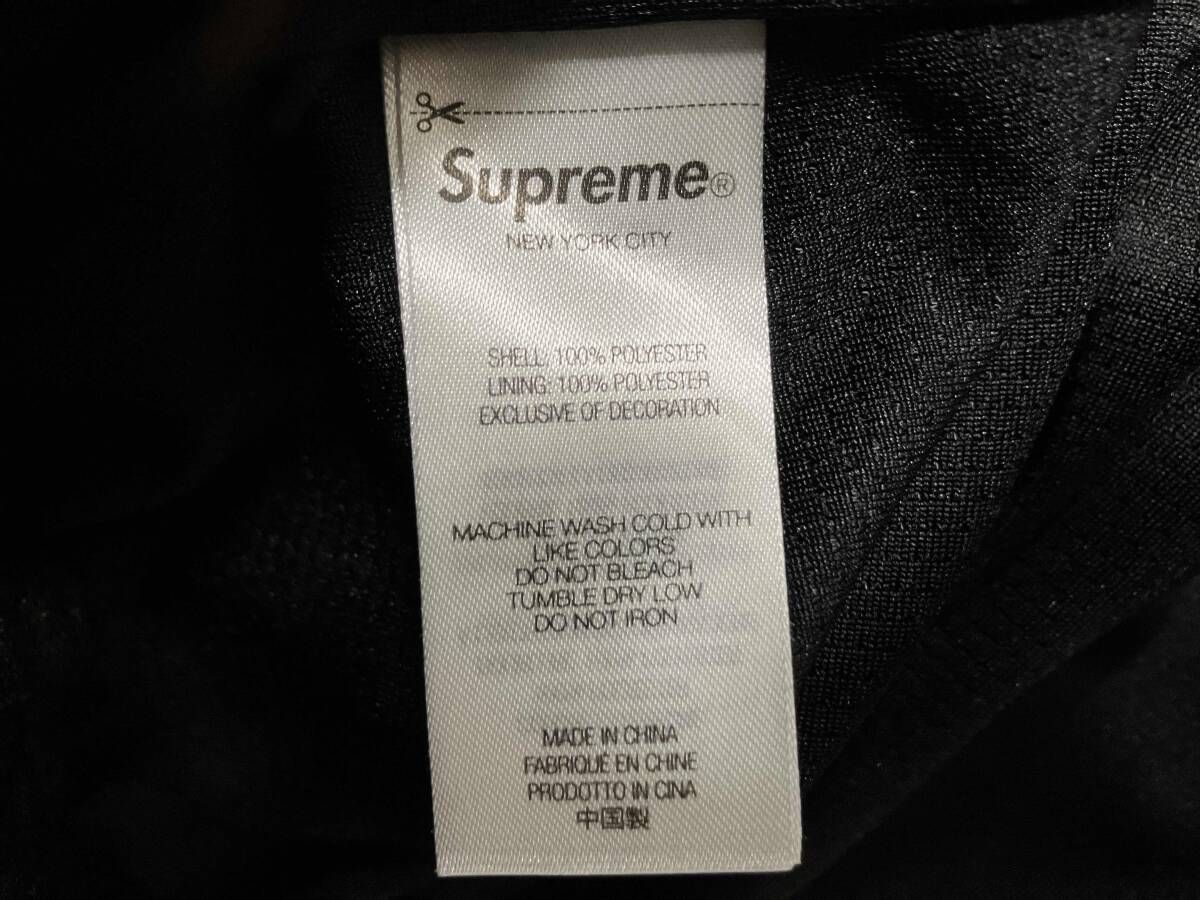 Supreme®
NEW YORK CITY
SHELL: 100% POLYESTER
LINING: 100% POLYESTER
EXCLUSIVE OF DECORATION
MACHINE WASH COLD WITH
LIKE COLORS
DO NOT BLEACH
TUMBLE DRY LOW
DO NOT IRON
MADE IN CHINA
FABRIQUÉ EN CHINE
PRODOTTO IN CINA
中国製